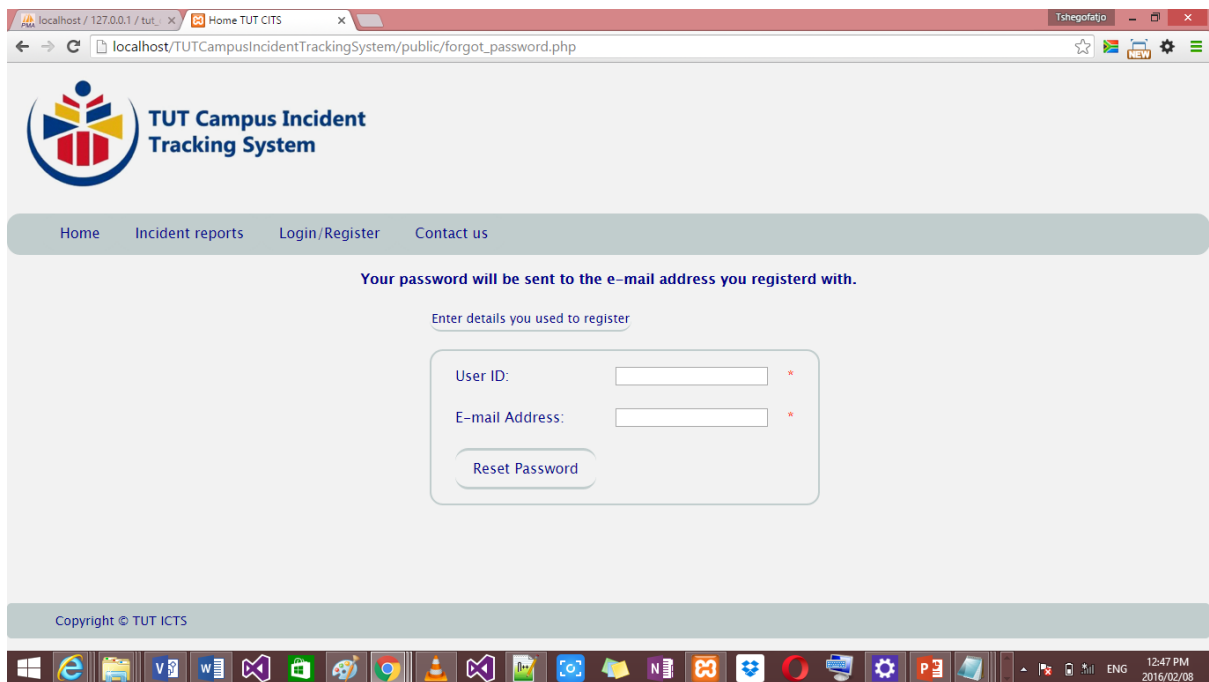 localhost / 127.0.0.1 / tut_
Home TUT CITS
Tshegofatjo
localhost/TUTCampusIncidentTrackingSystem/public/forgot_password.php
NEW
TUT Campus Incident
Tracking System
Home Incident reports Login/Register Contact us
Your password will be sent to the e-mail address you registerd with.
Enter details you used to register
User ID: *
E-mail Address: *
Reset Password
Copyright © TUT ICTS
ENG 12:47 PM
2016/02/08